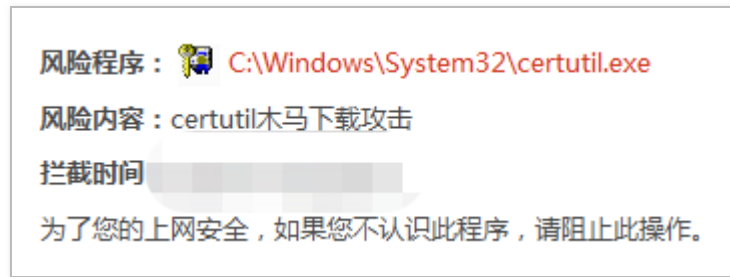 风险程序： C:\Windows\System32\certutil.exe
风险内容：certutil木马下载攻击
拦截时间
为了您的上网安全，如果您不认识此程序，请阻止此操作。